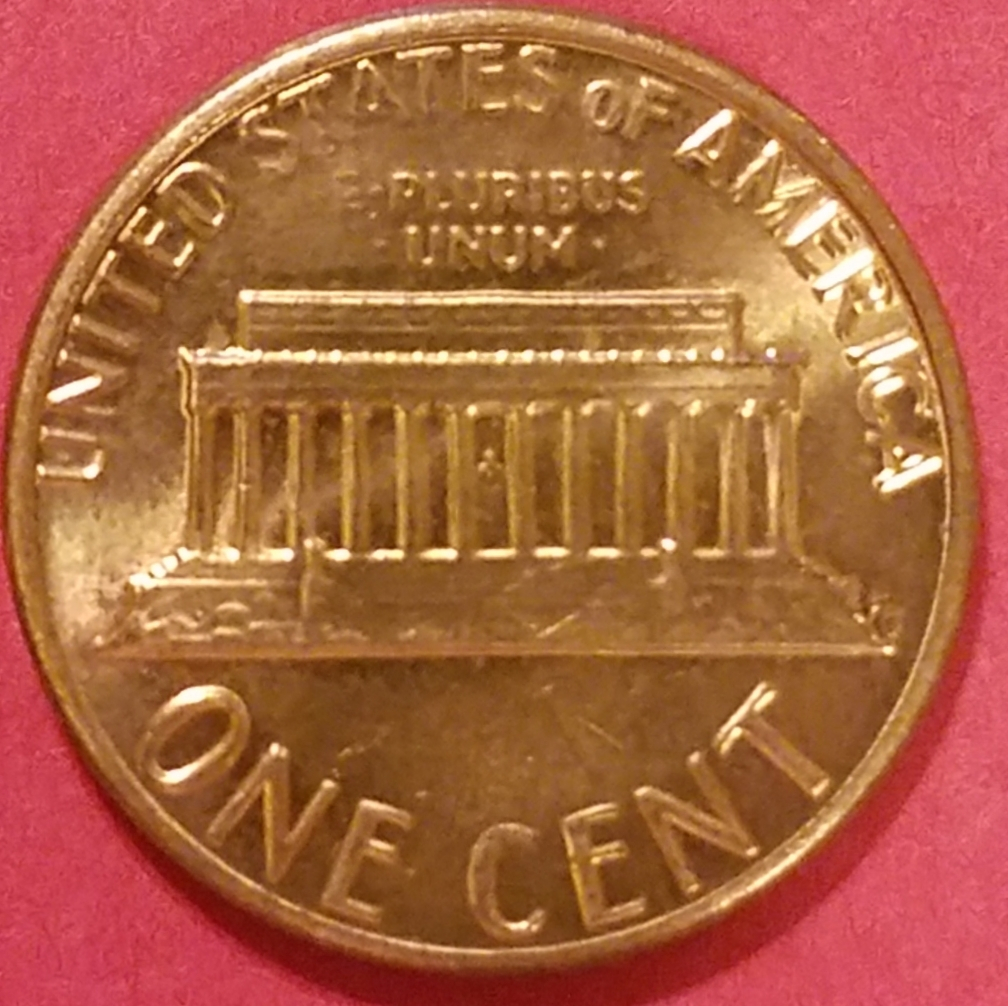 UNITED STATES OF AMERICA
E PLURIBUS
UNUM
ONE CENT